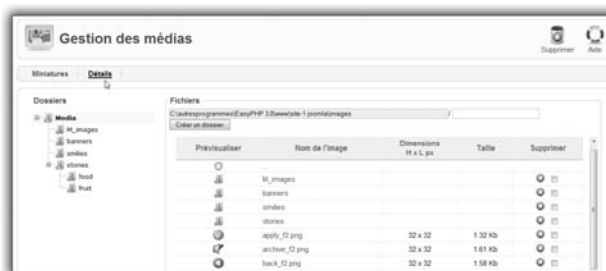 Gestion des médias
Supprimer
Aide
Miniatures
Détails
Dossiers
Media
M_images
banners
smilies
stories
food
fruit
Fichiers
C:\autresprogrammes\EasyPHP 3.0\www\site-1-joomla\images
/
Créer un dossier
Prévisualiser Nom de l'image Dimensions H x L px Taille Supprimer
..
M_images
banners
smilies
stories
apply_f2.png 32 x 32 1.32 Kb
archive_f2.png 32 x 32 1.61 Kb
back_f2.png 32 x 32 1.58 Kb